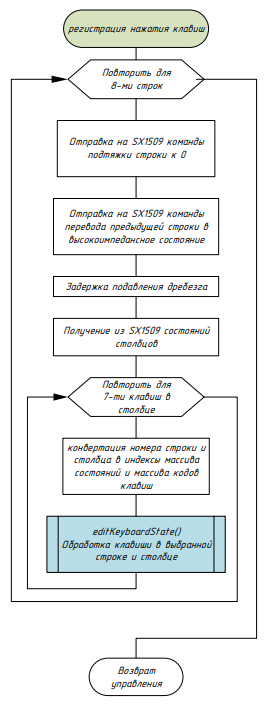 регистрация нажатия клавиш
Повторить для
8-ми строк
Отправка на SX1509 команды
подтяжки строки к 0
Отправка на SX1509 команды
перевода предыдущей строки в
высокоимпедансное состояние
Задержка подавления дребезга
Получение из SX1509 состояний
столбцов
Повторить для
7-ти клавиш в
столбце
конвертация номера строки и
столбца в индексы массива
состояний и массива кодов
клавиш
editKeyboardState()
Обработка клавиши в выбранной
строке и столбце
Возврат
управления